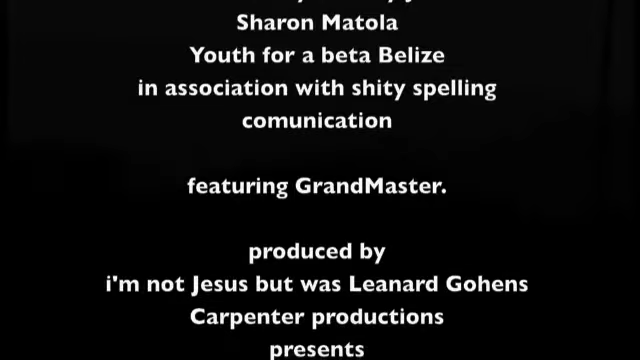 Sharon Matola
Youth for a beta Belize
in association with shity spelling
comunication
featuring GrandMaster.
produced by
i'm not Jesus but was Leanard Gohens
Carpenter productions
presents